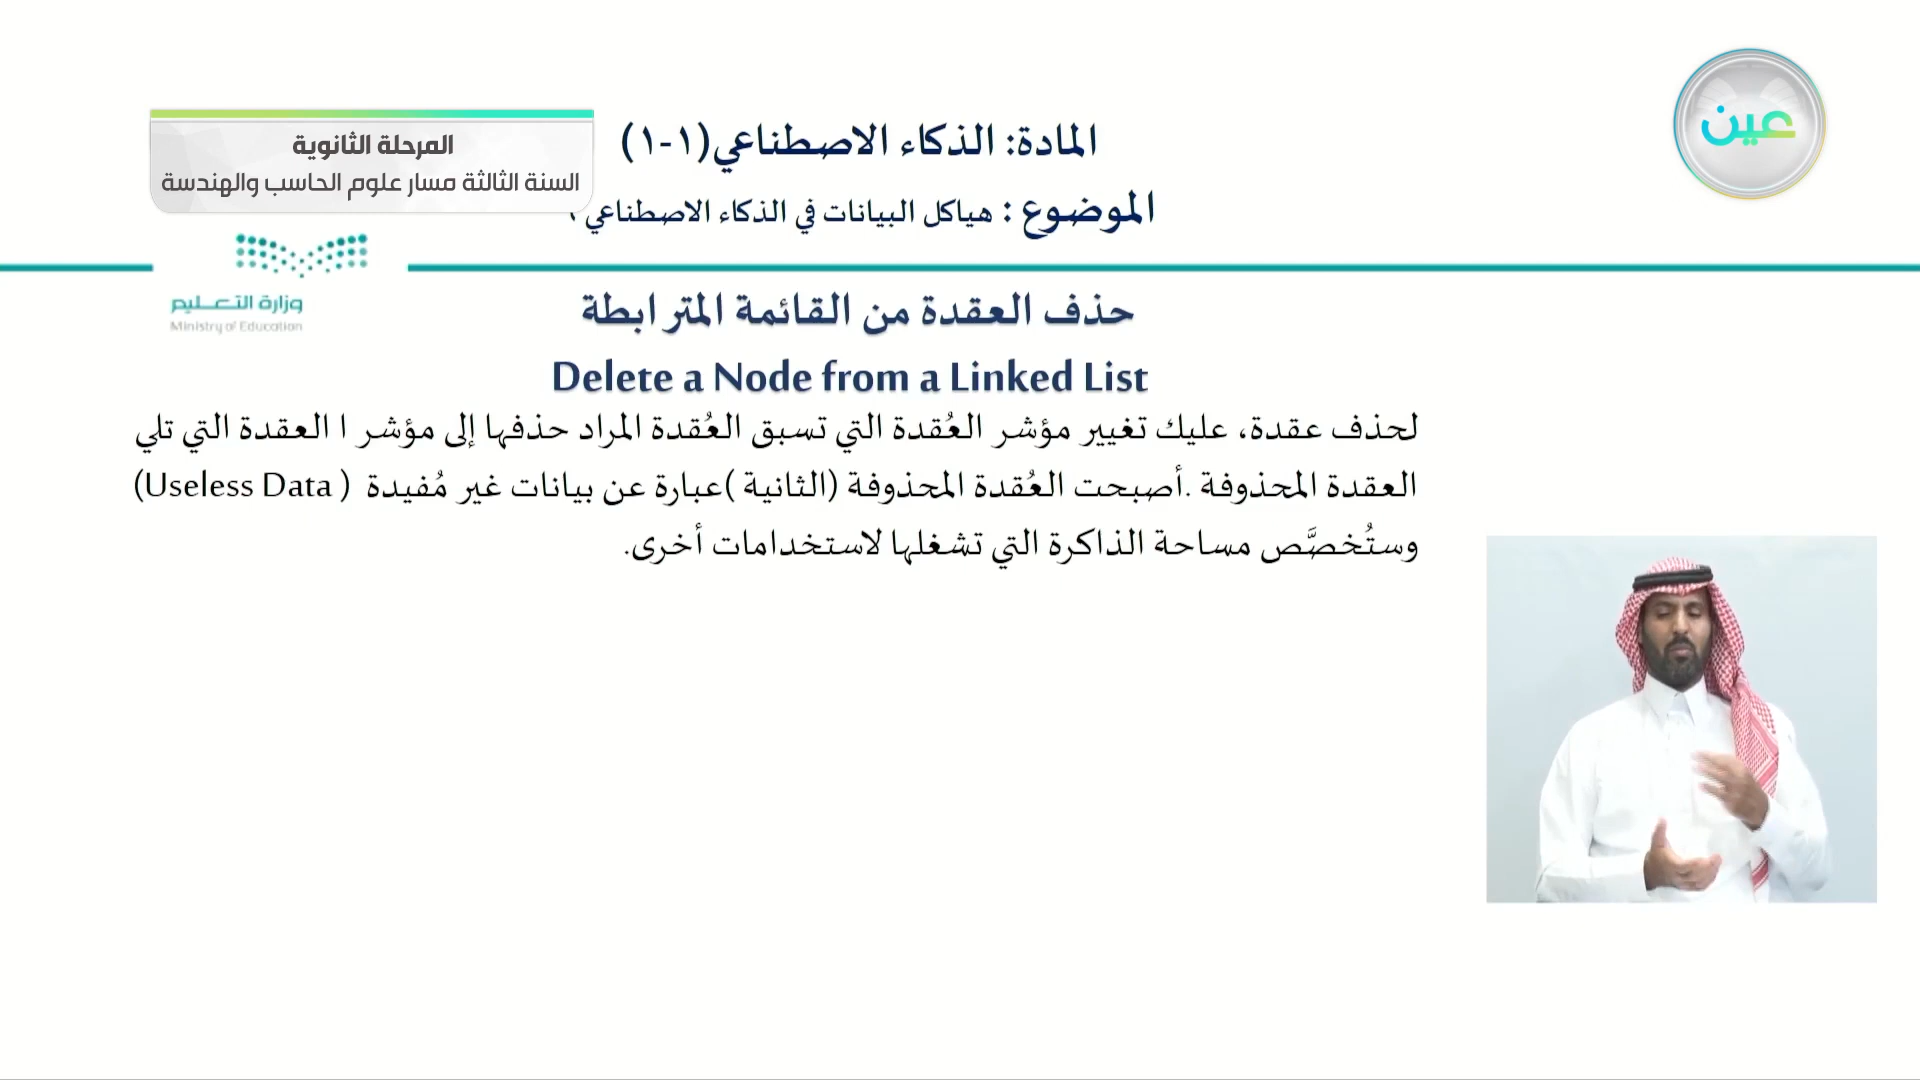 عين
المادة: الذكاء الاصطناعي(١-١)
المرحلة الثانوية
السنة الثالثة مسار علوم الحاسب والهندسة
الموضوع : هياكل البيانات في الذكاء الاصطناعي
وزارة التعليم
Ministry of Education
حذف العقدة من القائمة المترابطة
Delete a Node from a Linked List
لحذف عقدة، عليك تغيير مؤشر العُقدة التي تسبق العُقدة المراد حذفها إلى مؤشر ا العقدة التي تلي
العقدة المحذوفة .أصبحت العُقدة المحذوفة (الثانية )عبارة عن بيانات غير مُفيدة ( Useless Data)
وستُخصَّص مساحة الذاكرة التي تشغلها لاستخدامات أخرى.